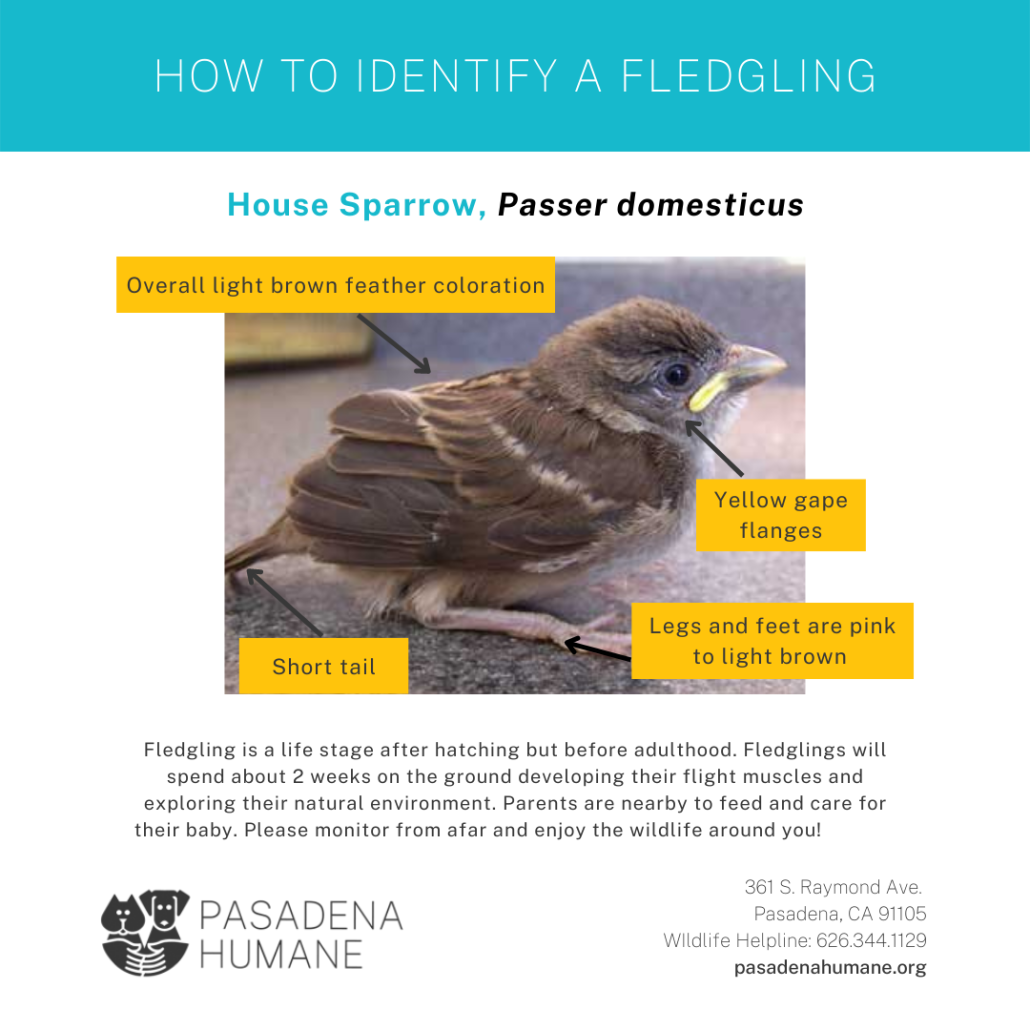 HOW TO IDENTIFY A FLEDGLING
House Sparrow, Passer domesticus
Overall light brown feather coloration
Yellow gape
flanges
Legs and feet are pink
to light brown
Short tail
Fledgling is a life stage after hatching but before adulthood. Fledglings will
spend about 2 weeks on the ground developing their flight muscles and
exploring their natural environment. Parents are nearby to feed and care for
their baby. Please monitor from afar and enjoy the wildlife around you!
PASADENA
HUMANE
361 S. Raymond Ave.
Pasadena, CA 91105
WIldlife Helpline: 626.344.1129
pasadenahumane.org